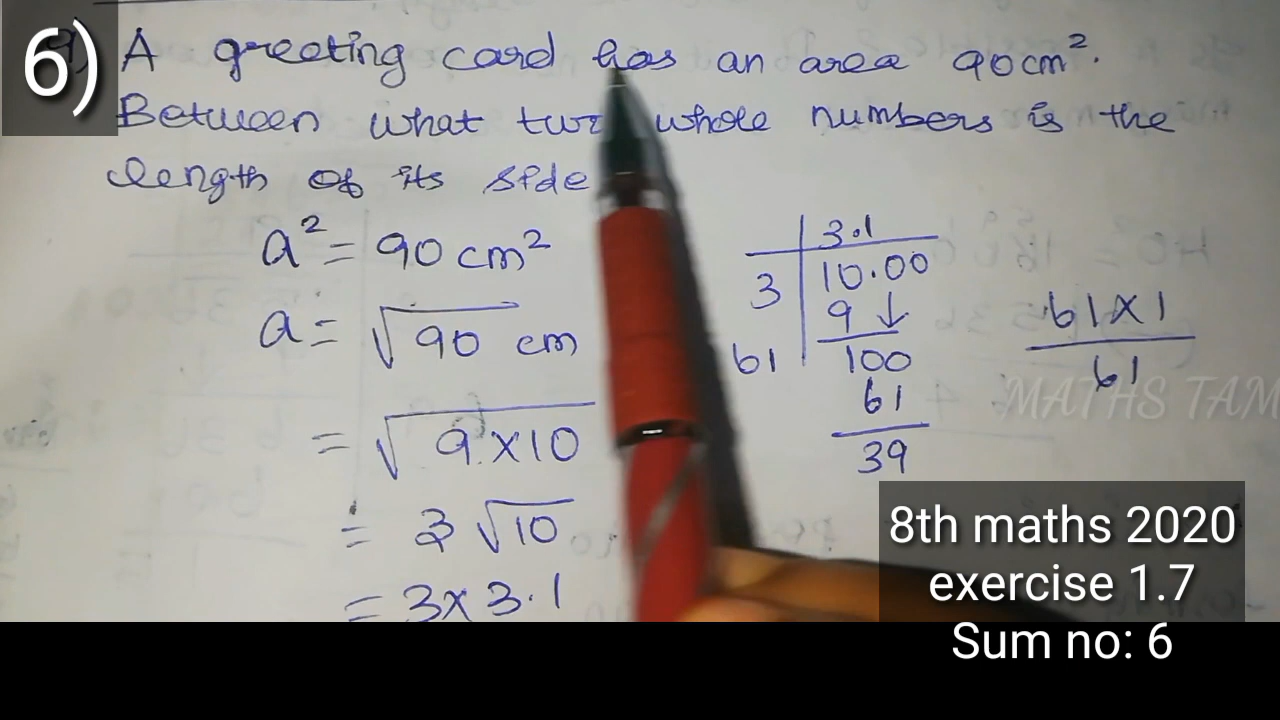 6) A greeting card has an area 90cm².
Between what two whole numbers is the
length of its side
a² = 90 cm²
a = √90 cm
= √9×10
= 3 √10
= 3× 3.1
3.1
3 10.00
9 ↓
61 100
61
39
61×1
61
MATHS TAM
8th maths 2020
exercise 1.7
Sum no: 6